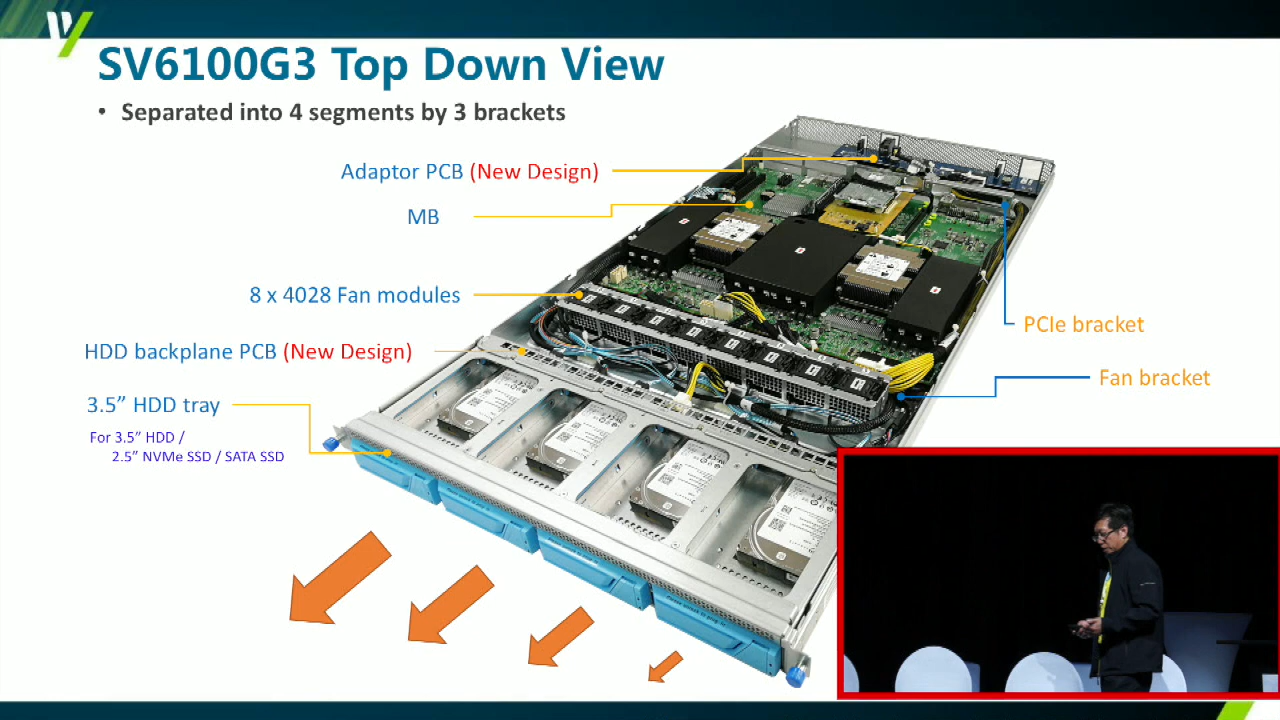 SV6100G3 Top Down View
• Separated into 4 segments by 3 brackets
Adaptor PCB (New Design)
MB
8 x 4028 Fan modules
HDD backplane PCB (New Design)
3.5” HDD tray
For 3.5” HDD /
2.5” NVMe SSD / SATA SSD
PCIe bracket
Fan bracket